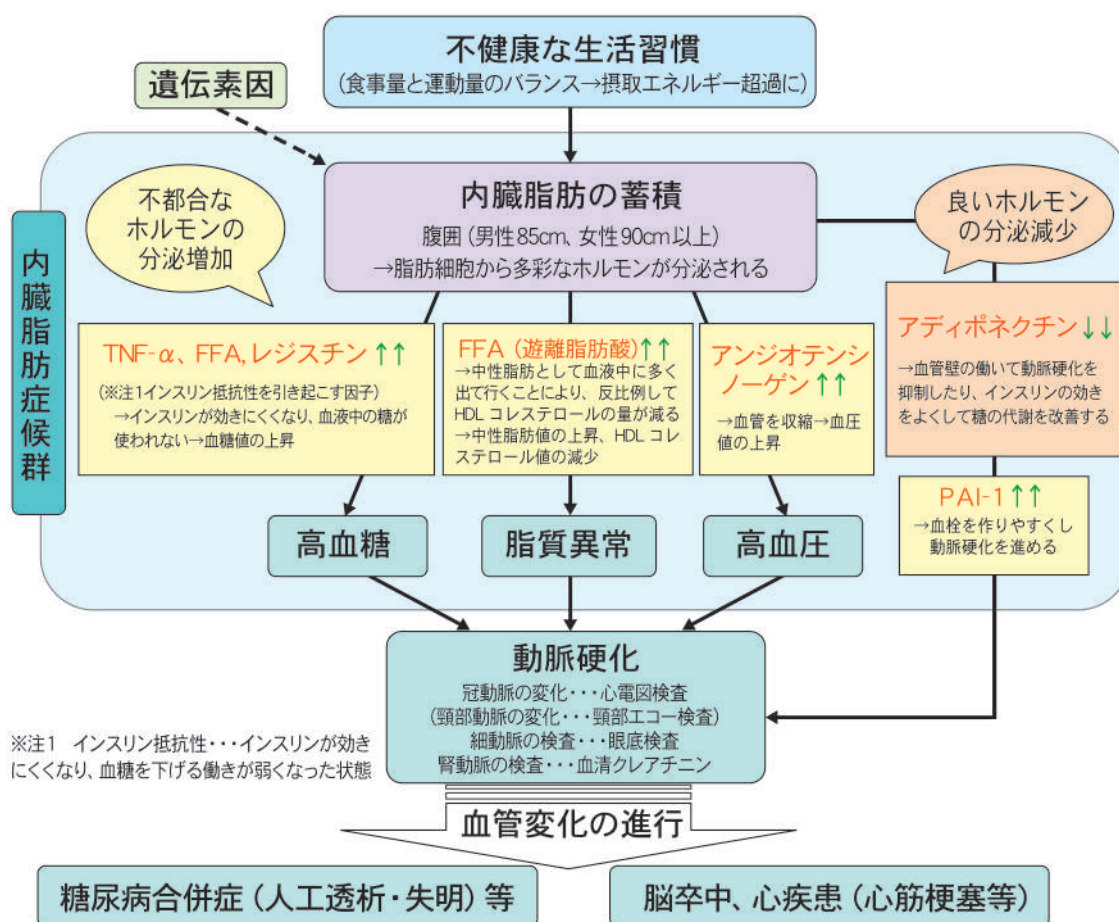 不健康な生活習慣
(食事量と運動量のバランス→摂取エネルギー超過に)
遺伝素因
内臓脂肪症候群
不都合な
ホルモンの
分泌増加
内臓脂肪の蓄積
腹囲(男性85cm、女性90cm以上)
→脂肪細胞から多彩なホルモンが分泌される
良いホルモン
の分泌減少
TNF-α、FFA,レジスチン↑↑
(※注1インスリン抵抗性を引き起こす因子)
→インスリンが効きにくくなり、血液中の糖が
使われない→血糖値の上昇
FFA(遊離脂肪酸)↑↑
→中性脂肪として血液中に多く
出て行くことにより、反比例して
HDLコレステロールの量が減る
→中性脂肪値の上昇、HDLコレ
ステロール値の減少
アンジオテンシ
ノーゲン↑↑
→血管を収縮→血圧
値の上昇
アディポネクチン↓↓
→血管壁の働いて動脈硬化を
抑制したり、インスリンの効き
をよくして糖の代謝を改善する
PAI-1↑↑
→血栓を作りやすくし
動脈硬化を進める
高血糖
脂質異常
高血圧
動脈硬化
冠動脈の変化・・・心電図検査
(頸部動脈の変化・・・頸部エコー検査)
細動脈の検査・・・眼底検査
腎動脈の検査・・・血清クレアチニン
※注1 インスリン抵抗性・・・インスリンが効き
にくくなり、血糖を下げる働きが弱くなった状態
血管変化の進行
糖尿病合併症(人工透析・失明)等
脳卒中、心疾患(心筋梗塞等)